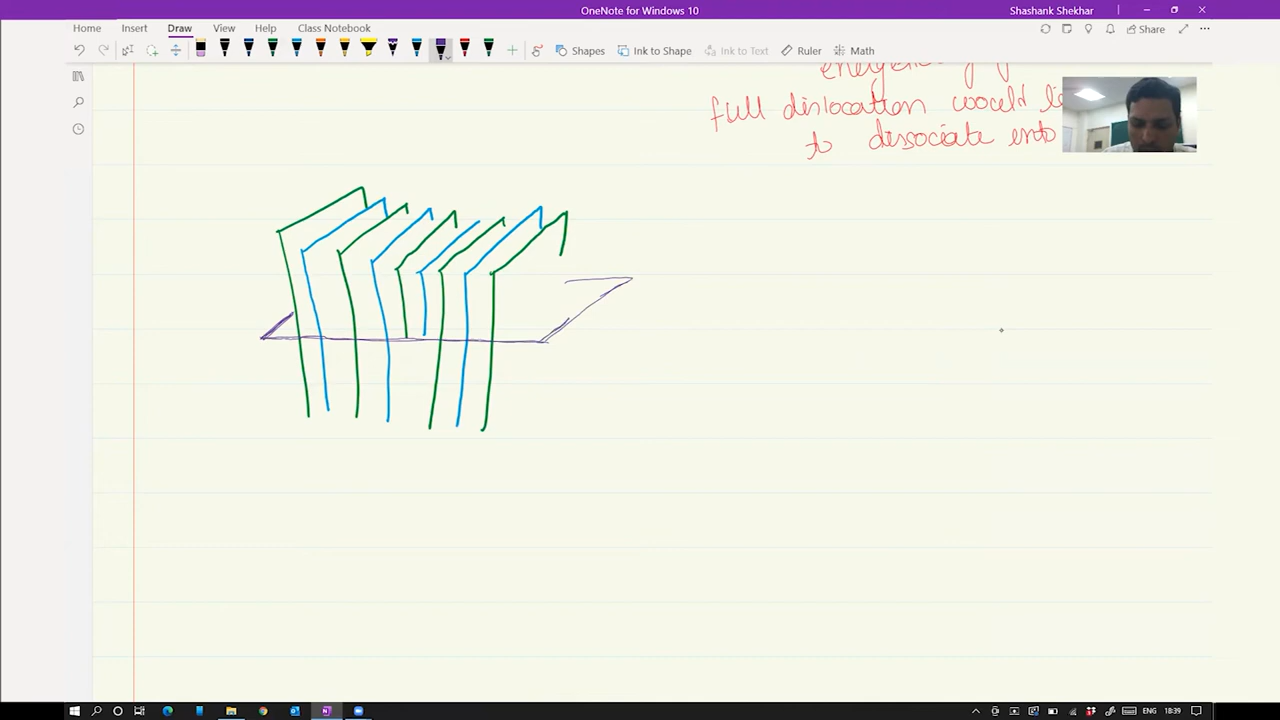 OneNote for Windows 10
Shashank Shekhar
Home Insert Draw View Help Class Notebook
Share
Shapes Ink to Shape Ink to Text Ruler Math
full dislocation would
to dissociate into
ENG 18:39